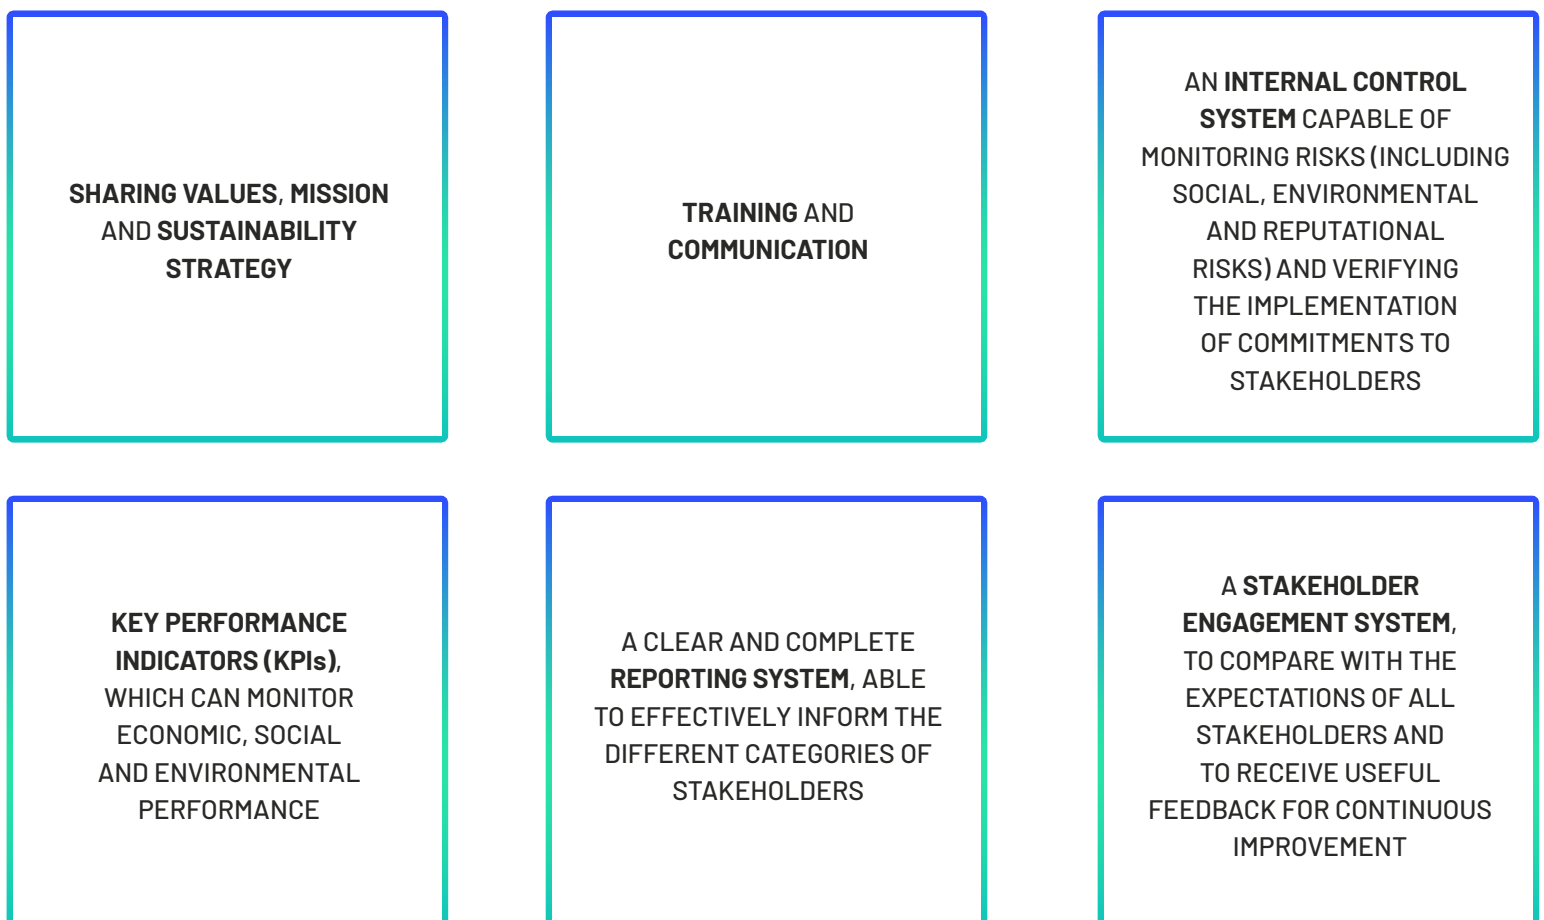 SHARING VALUES, MISSION
AND SUSTAINABILITY
STRATEGY
TRAINING AND
COMMUNICATION
AN INTERNAL CONTROL
SYSTEM CAPABLE OF
MONITORING RISKS (INCLUDING
SOCIAL, ENVIRONMENTAL
AND REPUTATIONAL
RISKS) AND VERIFYING
THE IMPLEMENTATION
OF COMMITMENTS TO
STAKEHOLDERS
KEY PERFORMANCE
INDICATORS (KPIs),
WHICH CAN MONITOR
ECONOMIC, SOCIAL
AND ENVIRONMENTAL
PERFORMANCE
A CLEAR AND COMPLETE
REPORTING SYSTEM, ABLE
TO EFFECTIVELY INFORM THE
DIFFERENT CATEGORIES OF
STAKEHOLDERS
A STAKEHOLDER
ENGAGEMENT SYSTEM,
TO COMPARE WITH THE
EXPECTATIONS OF ALL
STAKEHOLDERS AND
TO RECEIVE USEFUL
FEEDBACK FOR CONTINUOUS
IMPROVEMENT